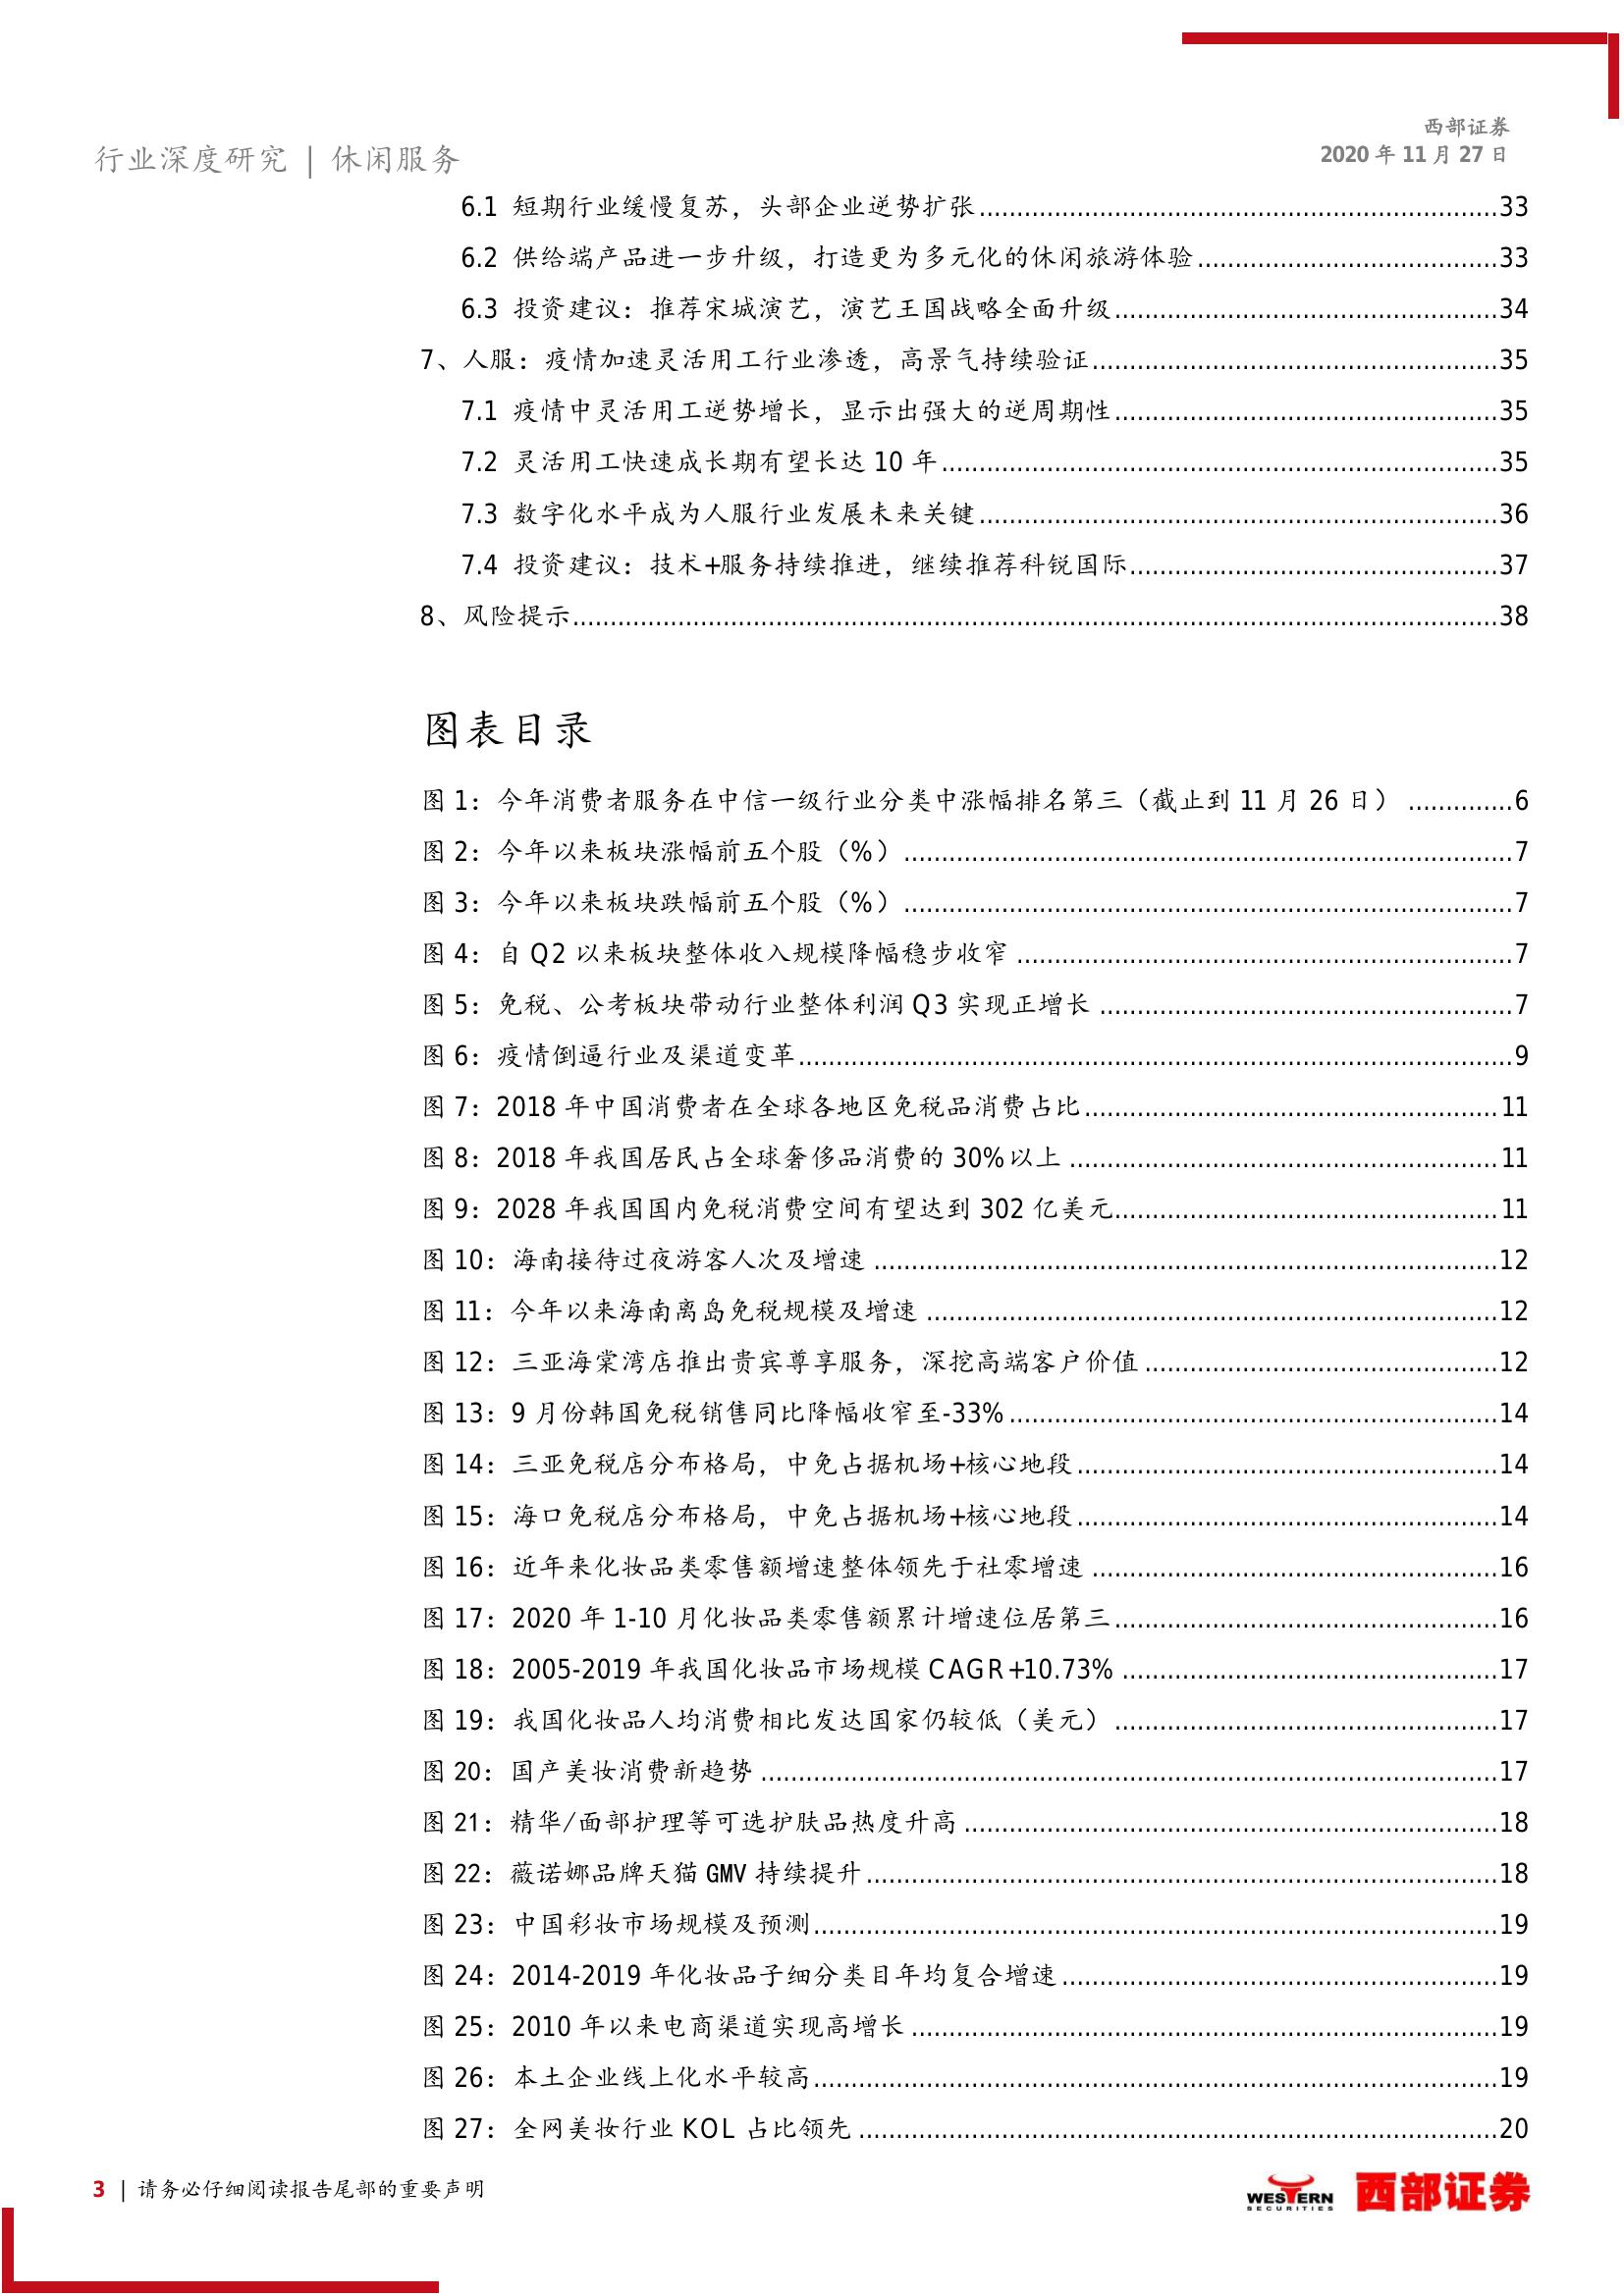 西部证券
行业深度研究 | 休闲服务
2020 年 11 月 27 日
6.1 短期行业缓慢复苏，头部企业逆势扩张.....................................................................33
6.2 供给端产品进一步升级，打造更为多元化的休闲旅游体验........................................33
6.3 投资建议：推荐宋城演艺，演艺王国战略全面升级...................................................34
7、人服：疫情加速灵活用工行业渗透，高景气持续验证......................................................35
7.1 疫情中灵活用工逆势增长，显示出强大的逆周期性...................................................35
7.2 灵活用工快速成长期有望长达 10 年..........................................................................35
7.3 数字化水平成为人服行业发展未来关键.....................................................................36
7.4 投资建议：技术+服务持续推进，继续推荐科锐国际.................................................37
8、风险提示...........................................................................................................................38
图表目录
图 1：今年消费者服务在中信一级行业分类中涨幅排名第三（截止到 11 月 26 日） ..............6
图 2：今年以来板块涨幅前五个股（%）.................................................................................7
图 3：今年以来板块跌幅前五个股（%）.................................................................................7
图 4：自 Q2 以来板块整体收入规模降幅稳步收窄 ..................................................................7
图 5：免税、公考板块带动行业整体利润 Q3 实现正增长 .......................................................7
图 6：疫情倒逼行业及渠道变革...............................................................................................9
图 7：2018 年中国消费者在全球各地区免税品消费占比.......................................................11
图 8：2018 年我国居民占全球奢侈品消费的 30%以上 .........................................................11
图 9：2028 年我国国内免税消费空间有望达到 302 亿美元...................................................11
图 10：海南接待过夜游客人次及增速 ...................................................................................12
图 11：今年以来海南离岛免税规模及增速 ............................................................................12
图 12：三亚海棠湾店推出贵宾尊享服务，深挖高端客户价值...............................................12
图 13：9 月份韩国免税销售同比降幅收窄至-33%.................................................................14
图 14：三亚免税店分布格局，中免占据机场+核心地段........................................................14
图 15：海口免税店分布格局，中免占据机场+核心地段........................................................14
图 16：近年来化妆品类零售额增速整体领先于社零增速 ......................................................16
图 17：2020 年 1-10 月化妆品类零售额累计增速位居第三...................................................16
图 18：2005-2019 年我国化妆品市场规模 CAGR+10.73% ..................................................17
图 19：我国化妆品人均消费相比发达国家仍较低（美元）...................................................17
图 20：国产美妆消费新趋势 ..................................................................................................17
图 21：精华/面部护理等可选护肤品热度升高 .......................................................................18
图 22：薇诺娜品牌天猫 GMV 持续提升....................................................................................18
图 23：中国彩妆市场规模及预测...........................................................................................19
图 24：2014-2019 年化妆品子细分类目年均复合增速..........................................................19
图 25：2010 年以来电商渠道实现高增长 ..............................................................................19
图 26：本土企业线上化水平较高...........................................................................................19
图 27：全网美妆行业 KOL 占比领先 .....................................................................................20
3 | 请务必仔细阅读报告尾部的重要声明
WESTERN
SECURITIES
西部证券